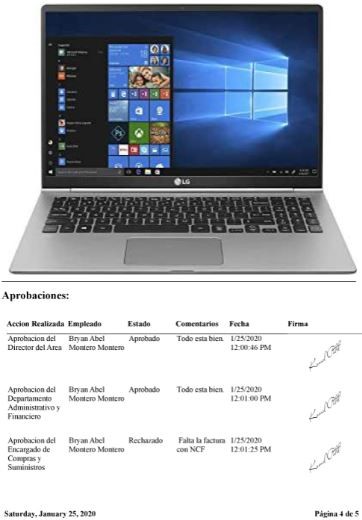 LG
Aprobaciones:
Accion Realizada Empleado Estado Comentarios Fecha Firma
Aprobacion del Director del Area Bryan Abel Montero Montero Aprobado Todo esta bien. 1/25/2020 12:00:46 PM
Aprobacion del Departamento Administrativo y Financiero Bryan Abel Montero Montero Aprobado Todo esta bien. 1/25/2020 12:01:00 PM
Aprobacion del Encargado de Compras y Suministros Bryan Abel Montero Montero Rechazado Falta la factura con NCF 1/25/2020 12:01:25 PM
Saturday, January 25, 2020 Página 4 de 5